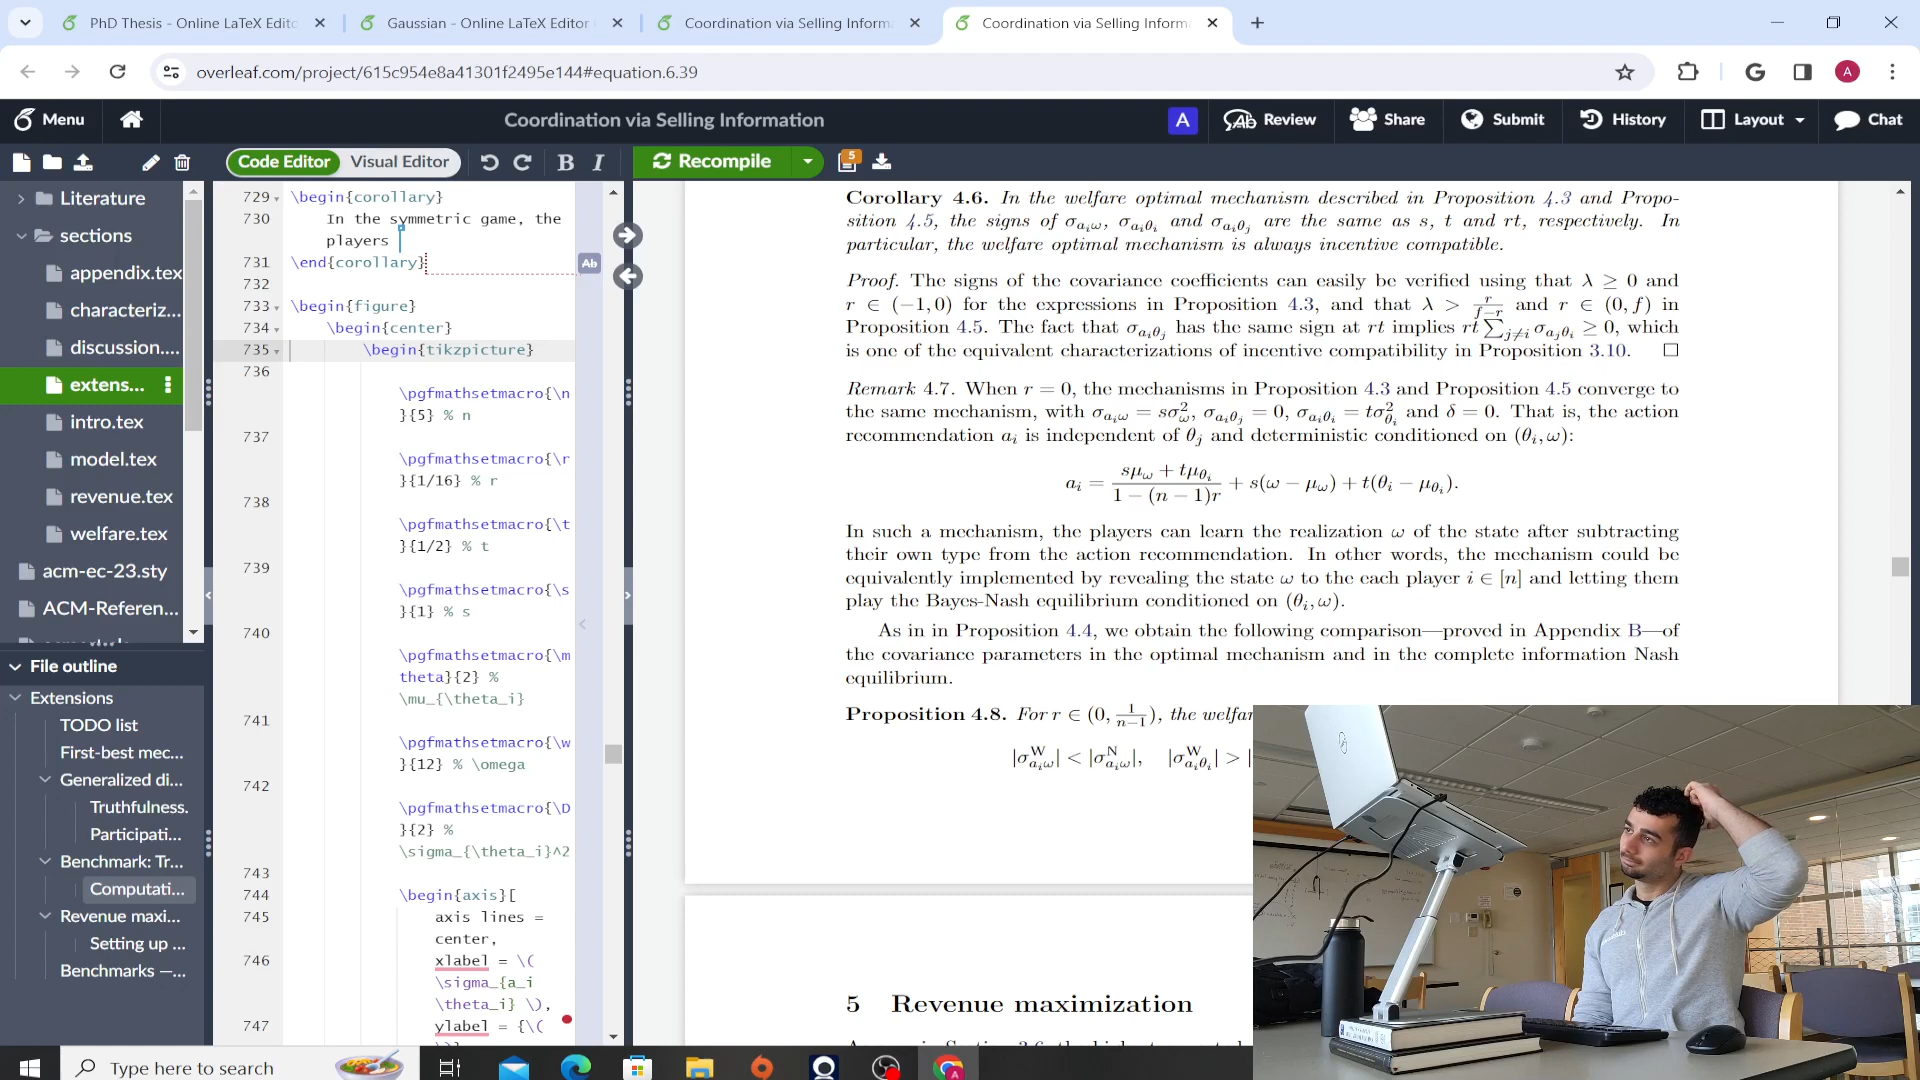 PhD Thesis - Online LaTeX Edito
Gaussian - Online LaTeX Editor
Coordination via Selling Inform
Coordination via Selling Inform
overleaf.com/project/615c954e8a41301f2495e144#equation.6.39
G
A
Menu
Coordination via Selling Information
A
Review
Share
Submit
History
Layout
Chat
Code Editor
Visual Editor
B
I
Recompile
5
Literature
sections
appendix.tex
characteriz...
discussion....
extens...
intro.tex
model.tex
revenue.tex
welfare.tex
acm-ec-23.sty
ACM-Referen...
File outline
Extensions
TODO list
First-best mec...
Generalized di...
Truthfulness.
Participati...
Benchmark: Tr...
Computati...
Revenue maxi...
Setting up ...
Benchmarks —...
729 \begin{corollary}
730 In the symmetric game, the
players
731 \end{corollary}
Ab
732
733 \begin{figure}
734 \begin{center}
735 \begin{tikzpicture}
736
\pgfmathsetmacro{\n
}{5} % n
737
\pgfmathsetmacro{\r
}{1/16} % r
738
\pgfmathsetmacro{\t
}{1/2} % t
739
\pgfmathsetmacro{\s
}{1} % s
740
\pgfmathsetmacro{\m
theta}{2} %
\mu_{\theta_i}
741
\pgfmathsetmacro{\w
}{12} % \omega
742
\pgfmathsetmacro{\D
}{2} %
\sigma_{\theta_i}^2
743
744 \begin{axis}[
745 axis lines =
center,
746 xlabel = \(
\sigma_{a_i
\theta_i} \),
747 ylabel = {\(
Corollary 4.6. In the welfare optimal mechanism described in Proposition 4.3 and Propo-
sition 4.5, the signs of σ_{a_iω}, σ_{a_iθ_i} and σ_{a_iθ_j} are the same as s, t and rt, respectively. In
particular, the welfare optimal mechanism is always incentive compatible.
Proof. The signs of the covariance coefficients can easily be verified using that λ ≥ 0 and
r ∈ (−1, 0) for the expressions in Proposition 4.3, and that λ > r/(f−r) and r ∈ (0, f) in
Proposition 4.5. The fact that σ_{a_iθ_j} has the same sign at rt implies rt ∑_{j≠i} σ_{a_jθ_i} ≥ 0, which
is one of the equivalent characterizations of incentive compatibility in Proposition 3.10. □
Remark 4.7. When r = 0, the mechanisms in Proposition 4.3 and Proposition 4.5 converge to
the same mechanism, with σ_{a_iω} = sσ_ω^2, σ_{a_iθ_j} = 0, σ_{a_iθ_i} = tσ_{θ_i}^2 and δ = 0. That is, the action
recommendation a_i is independent of θ_j and deterministic conditioned on (θ_i, ω):
a_i = (sμ_ω + tμ_{θ_i})/(1 − (n − 1)r) + s(ω − μ_ω) + t(θ_i − μ_{θ_i}).
In such a mechanism, the players can learn the realization ω of the state after subtracting
their own type from the action recommendation. In other words, the mechanism could be
equivalently implemented by revealing the state ω to the each player i ∈ [n] and letting them
play the Bayes-Nash equilibrium conditioned on (θ_i, ω).
As in in Proposition 4.4, we obtain the following comparison—proved in Appendix B—of
the covariance parameters in the optimal mechanism and in the complete information Nash
equilibrium.
Proposition 4.8. For r ∈ (0, 1/(n−1)), the welfar
|σ^W_{a_iω}| < |σ^N_{a_iω}|, |σ^W_{a_iθ_i}| > |
5 Revenue maximization
Type here to search